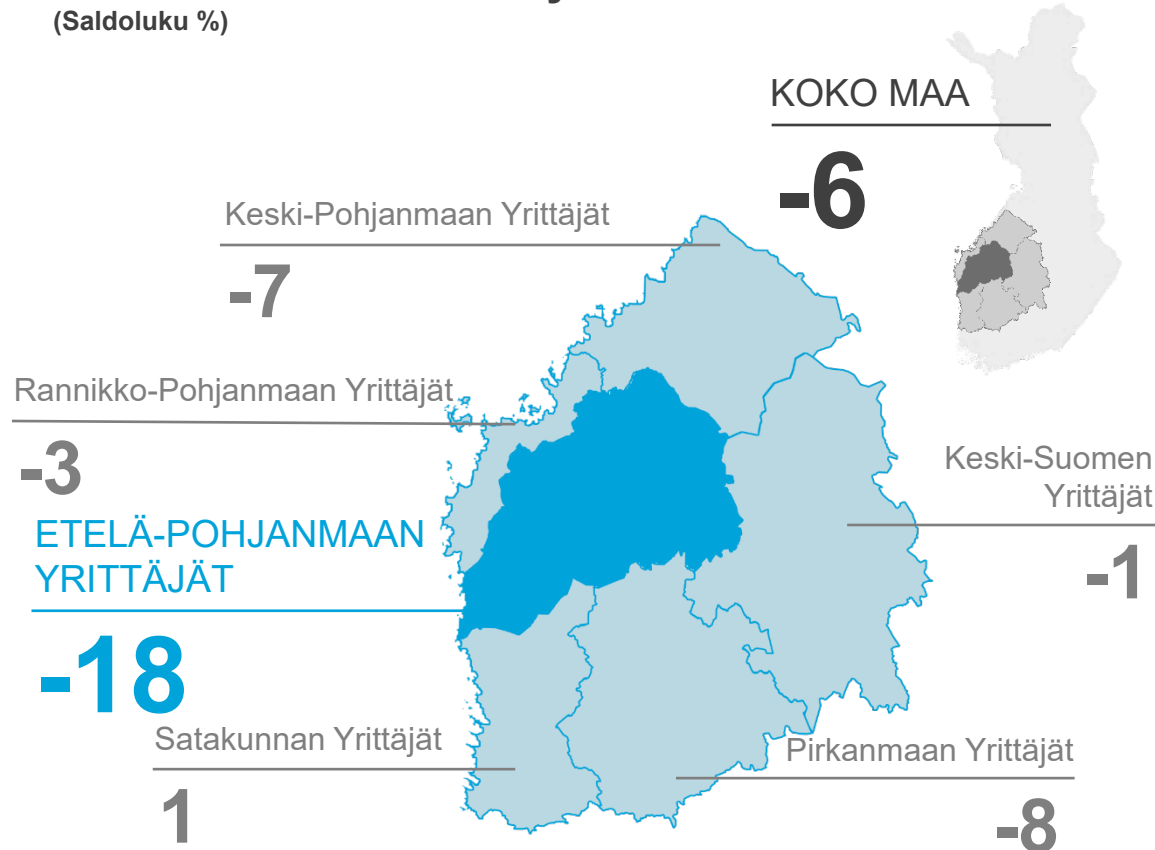 (Saldoluku %)
KOKO MAA
-6
Keski-Pohjanmaan Yrittäjät
-7
Rannikko-Pohjanmaan Yrittäjät
-3
Keski-Suomen
Yrittäjät
-1
ETELÄ-POHJANMAAN
YRITTÄJÄT
-18
Satakunnan Yrittäjät
1
Pirkanmaan Yrittäjät
-8